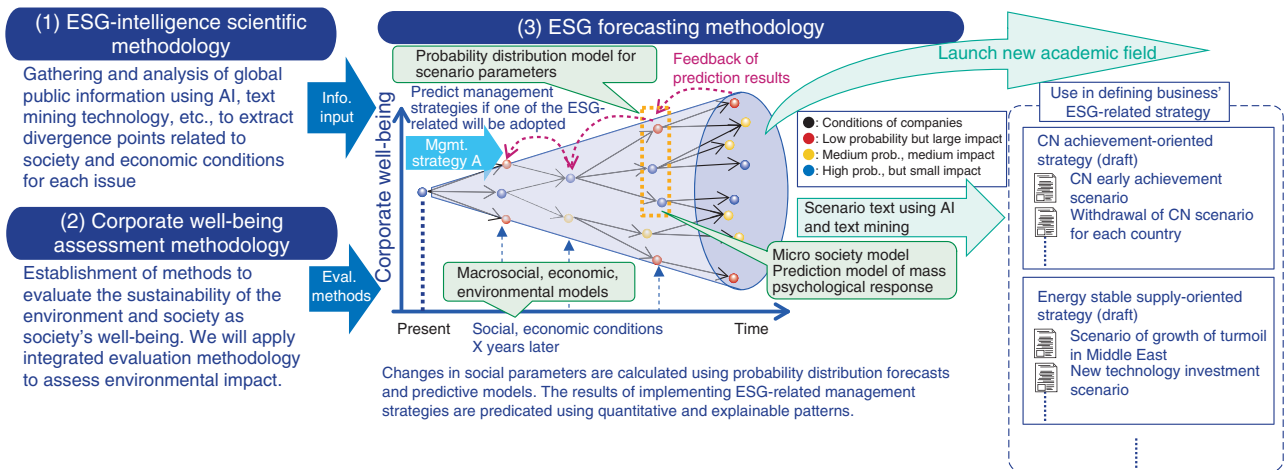 (1) ESG-intelligence scientific
methodology
Gathering and analysis of global
public information using AI, text
mining technology, etc., to extract
divergence points related to
society and economic conditions
for each issue
(2) Corporate well-being
assessment methodology
Establishment of methods to
evaluate the sustainability of the
environment and society as
society's well-being. We will apply
integrated evaluation methodology
to assess environmental impact.
Info.
input
Eval.
methods
(3) ESG forecasting methodology
Probability distribution model for
scenario parameters
Feedback of
prediction results
Predict management
strategies if one of the ESG-
related will be adopted
Mgmt.
strategy A
Corporate well-being
Macrosocial, economic,
environmental models
Present
Social, economic conditions
X years later
Time
Micro society model
Prediction model of mass
psychological response
Changes in social parameters are calculated using probability distribution forecasts
and predictive models. The results of implementing ESG-related management
strategies are predicated using quantitative and explainable patterns.
Launch new academic field
●: Conditions of companies
●: Low probability but large impact
●: Medium prob., medium impact
●: High prob., but small impact
Scenario text using AI
and text mining
Use in defining business'
ESG-related strategy
CN achievement-oriented
strategy (draft)
CN early achievement
scenario
Withdrawal of CN scenario
for each country
Energy stable supply-oriented
strategy (draft)
Scenario of growth of turmoil
in Middle East
New technology investment
scenario